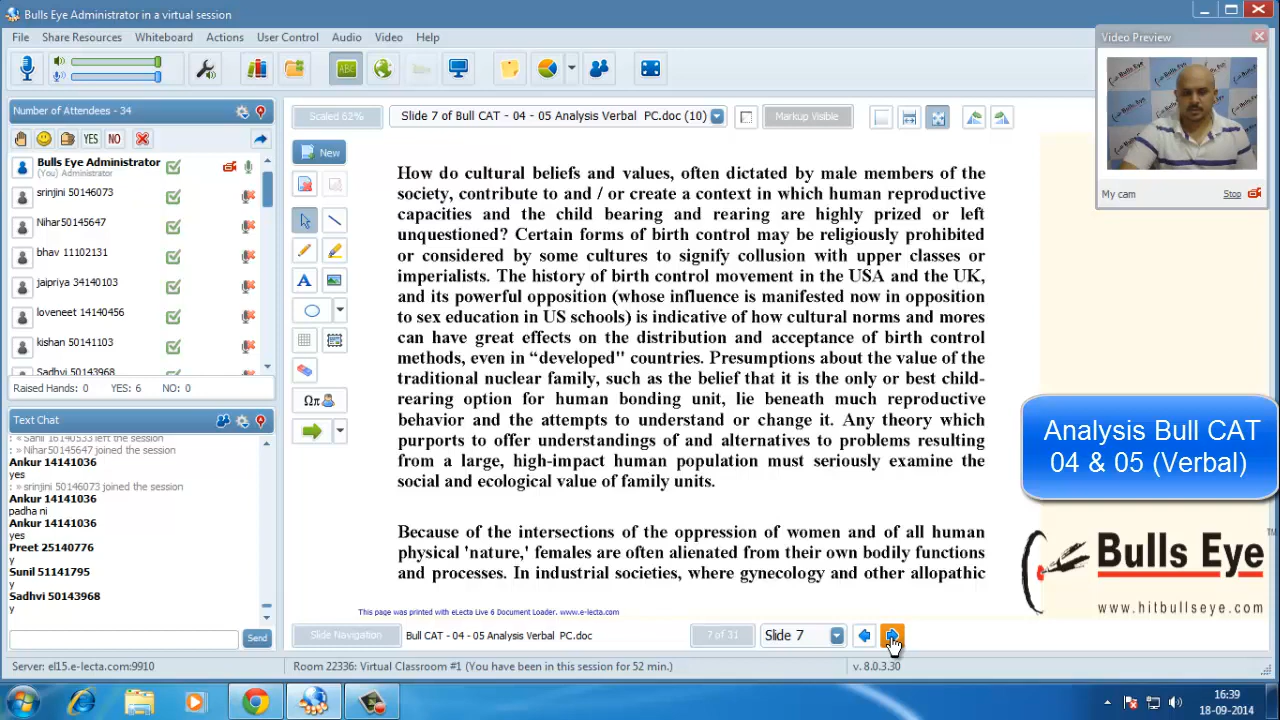 Bulls Eye Administrator in a virtual session
File Share Resources Whiteboard Actions User Control Audio Video Help
ABC
Video Preview
My cam Stop
Number of Attendees - 34
YES NO
Bulls Eye Administrator
(You) Administrator
srinjini 50146073
Nihar50145647
bhav 11102131
jaipriya 34140103
loveneet 14140456
kishan 50141103
Sadhvi 50143968
Raised Hands: 0 YES: 6 NO: 0
Text Chat
: » Sahil 16140533 left the session
: » Nihar50145647 joined the session
Ankur 14141036
yes
: » srinjini 50146073 joined the session
Ankur 14141036
padha ni
Ankur 14141036
yes
Preet 25140776
y
Sunil 51141795
y
Sadhvi 50143968
y
Send
Scaled 62% Slide 7 of Bull CAT - 04 - 05 Analysis Verbal PC.doc (10) Markup Visible
New
A
Ωπ
How do cultural beliefs and values, often dictated by male members of the
society, contribute to and / or create a context in which human reproductive
capacities and the child bearing and rearing are highly prized or left
unquestioned? Certain forms of birth control may be religiously prohibited
or considered by some cultures to signify collusion with upper classes or
imperialists. The history of birth control movement in the USA and the UK,
and its powerful opposition (whose influence is manifested now in opposition
to sex education in US schools) is indicative of how cultural norms and mores
can have great effects on the distribution and acceptance of birth control
methods, even in “developed" countries. Presumptions about the value of the
traditional nuclear family, such as the belief that it is the only or best child-
rearing option for human bonding unit, lie beneath much reproductive
behavior and the attempts to understand or change it. Any theory which
purports to offer understandings of and alternatives to problems resulting
from a large, high-impact human population must seriously examine the
social and ecological value of family units.
Because of the intersections of the oppression of women and of all human
physical 'nature,' females are often alienated from their own bodily functions
and processes. In industrial societies, where gynecology and other allopathic
This page was printed with eLecta Live 6 Document Loader. www.e-lecta.com
Slide Navigation Bull CAT - 04 - 05 Analysis Verbal PC.doc 7 of 31 Slide 7
Analysis Bull CAT
04 & 05 (Verbal)
Bulls Eye
TM
www.hitbullseye.com
Server: el15.e-lecta.com:9910 Room 22336: Virtual Classroom #1 (You have been in this session for 52 min.) v. 8.0.3.30
16:39
18-09-2014